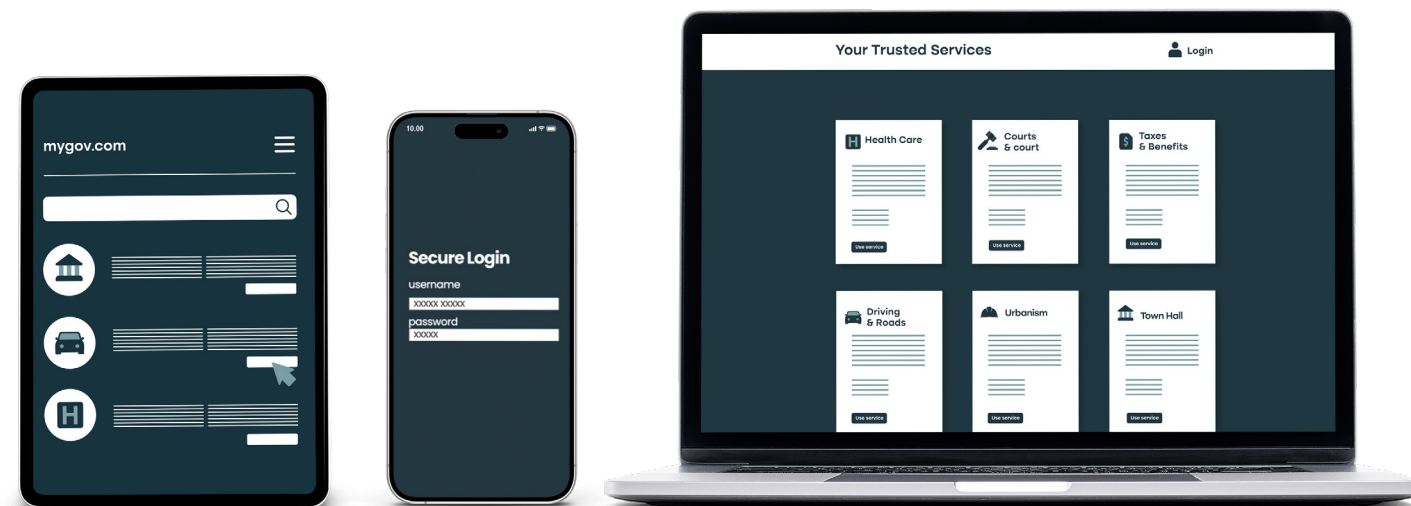 mygov.com
H
10.00
Secure Login
username
XXXXX XXXXX
password
XXXXX
Your Trusted Services
Login
H Health Care
Courts
& court
$ Taxes
& Benefits
Use service
Use service
Use service
Driving
& Roads
Urbanism
Town Hall
Use service
Use service
Use service